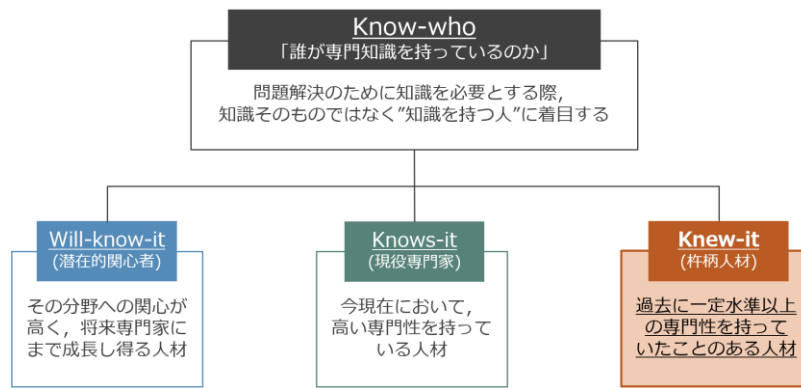 Know-who
「誰が専門知識を持っているのか」
問題解決のために知識を必要とする際,
知識そのものではなく”知識を持つ人”に着目する
Will-know-it
(潜在的関心者)
その分野への関心が
高く，将来専門家に
まで成長し得る人材
Knows-it
(現役専門家)
今現在において,
高い専門性を持って
いる人材
Knew-it
(杵柄人材)
過去に一定水準以上
の専門性を持って
いたことのある人材